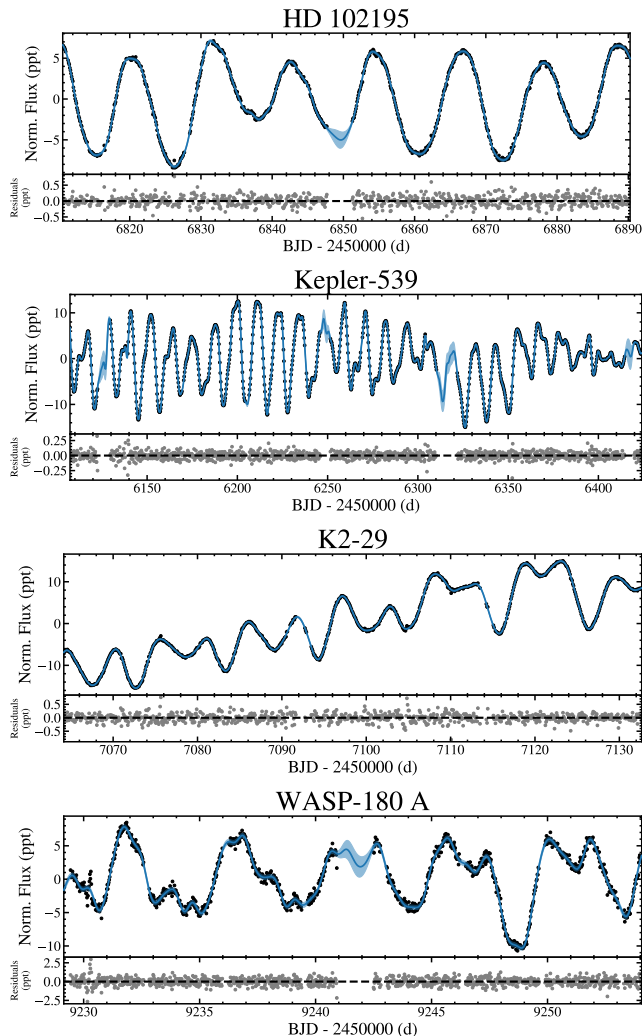 HD 102195
Norm. Flux (ppt)
5
0
−5
Residuals
(ppt)
0.5
0.0
−0.5
6820 6830 6840 6850 6860 6870 6880 6890
BJD - 2450000 (d)
Kepler-539
Norm. Flux (ppt)
10
0
−10
Residuals
(ppt)
0.25
0.00
−0.25
6150 6200 6250 6300 6350 6400
BJD - 2450000 (d)
K2-29
Norm. Flux (ppt)
10
0
−10
Residuals
(ppt)
0.5
0.0
−0.5
7070 7080 7090 7100 7110 7120 7130
BJD - 2450000 (d)
WASP-180 A
Norm. Flux (ppt)
5
0
−5
−10
Residuals
(ppt)
2.5
0.0
−2.5
9230 9235 9240 9245 9250
BJD - 2450000 (d)